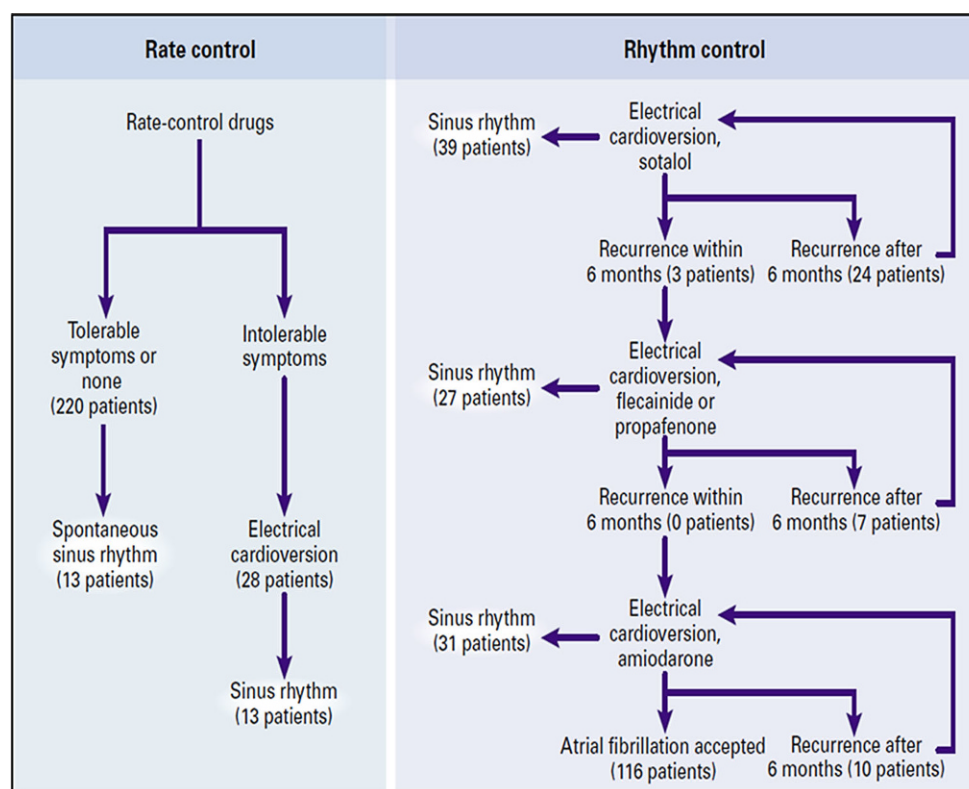 Rate control
Rate-control drugs
Tolerable
symptoms or
none
(220 patients)
Intolerable
symptoms
Spontaneous
sinus rhythm
(13 patients)
Electrical
cardioversion
(28 patients)
Sinus rhythm
(13 patients)
Rhythm control
Sinus rhythm
(39 patients)
Electrical
cardioversion,
sotalol
Recurrence within
6 months (3 patients)
Recurrence after
6 months (24 patients)
Sinus rhythm
(27 patients)
Electrical
cardioversion,
flecainide or
propafenone
Recurrence within
6 months (0 patients)
Recurrence after
6 months (7 patients)
Sinus rhythm
(31 patients)
Electrical
cardioversion,
amiodarone
Atrial fibrillation accepted
(116 patients)
Recurrence after
6 months (10 patients)